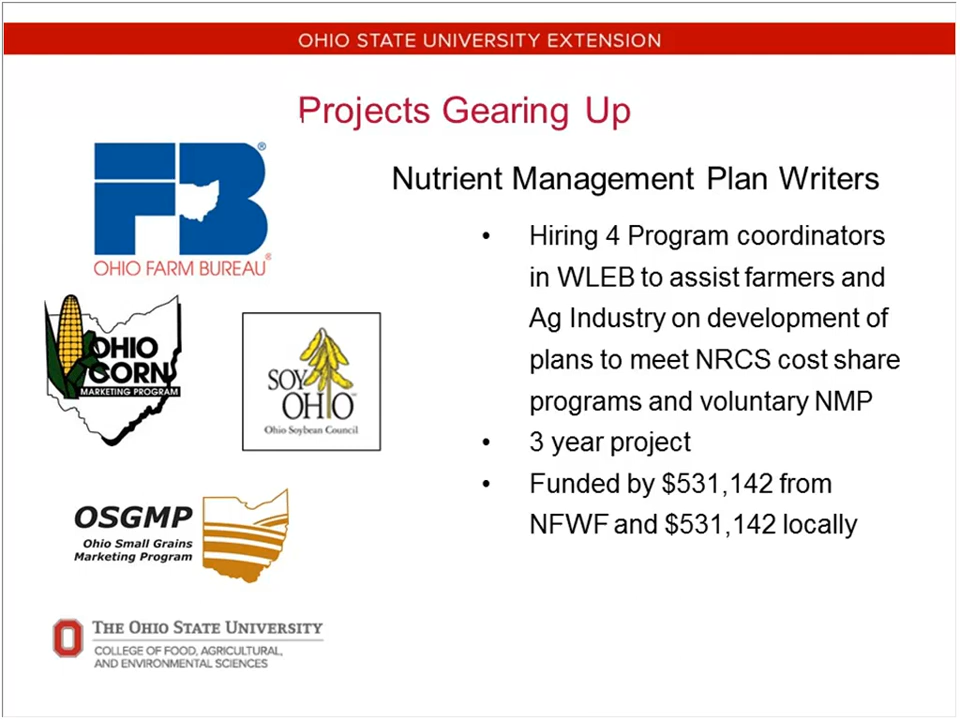 OHIO STATE UNIVERSITY EXTENSION
Projects Gearing Up
FB®
OHIO FARM BUREAU®
OHIO
CORN
MARKETING PROGRAM
SOY
OHIO
Ohio Soybean Council
OSGMP
Ohio Small Grains
Marketing Program
O
THE OHIO STATE UNIVERSITY
COLLEGE OF FOOD, AGRICULTURAL,
AND ENVIRONMENTAL SCIENCES
Nutrient Management Plan Writers
• Hiring 4 Program coordinators
in WLEB to assist farmers and
Ag Industry on development of
plans to meet NRCS cost share
programs and voluntary NMP
• 3 year project
• Funded by $531,142 from
NFWF and $531,142 locally